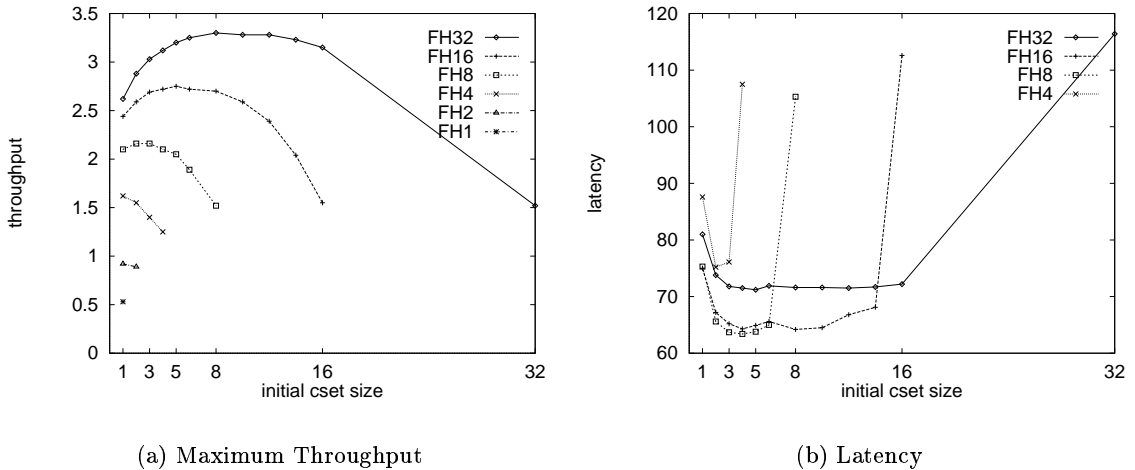 3.5
3
2.5
2
1.5
1
0.5
0
throughput
FH32
FH16
FH8
FH4
FH2
FH1
1 3 5 8 16 32
initial cset size
(a) Maximum Throughput
120
110
100
90
80
70
60
latency
FH32
FH16
FH8
FH4
1 3 5 8 16 32
initial cset size
(b) Latency